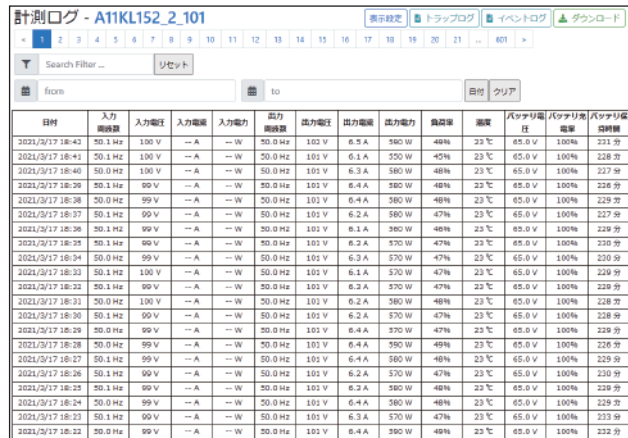 計測ログ - A11KL152_2_101
表示設定 トラップログ イベントログ ダウンロード
« 1 2 3 4 5 6 7 8 9 10 11 12 13 14 15 16 17 18 19 20 21 ... 601 »
Search Filter ... リセット
from to 日付 クリア
日付 入力周波数 入力電圧 入力電流 入力電力 出力周波数 出力電圧 出力電流 出力電力 負荷率 温度 バッテリ電圧 バッテリ充電率 バッテリ保持時間
2021/3/17 18:42 50.1 Hz 100 V -- A -- W 50.0 Hz 102 V 6.5 A 590 W 49% 23 ℃ 65.0 V 100% 221 分
2021/3/17 18:41 50.1 Hz 100 V -- A -- W 50.0 Hz 101 V 6.1 A 550 W 45% 23 ℃ 65.0 V 100% 228 分
2021/3/17 18:40 50.0 Hz 100 V -- A -- W 50.0 Hz 101 V 6.3 A 580 W 48% 23 ℃ 65.0 V 100% 227 分
2021/3/17 18:39 50.1 Hz 99 V -- A -- W 50.0 Hz 101 V 6.4 A 580 W 48% 23 ℃ 65.0 V 100% 226 分
2021/3/17 18:38 50.0 Hz 99 V -- A -- W 50.0 Hz 101 V 6.4 A 580 W 48% 23 ℃ 65.0 V 100% 229 分
2021/3/17 18:37 50.1 Hz 99 V -- A -- W 50.0 Hz 101 V 6.2 A 580 W 47% 23 ℃ 65.0 V 100% 227 分
2021/3/17 18:36 50.1 Hz 99 V -- A -- W 50.0 Hz 101 V 6.1 A 560 W 46% 23 ℃ 65.0 V 100% 229 分
2021/3/17 18:35 50.1 Hz 99 V -- A -- W 50.0 Hz 101 V 6.2 A 570 W 47% 23 ℃ 65.0 V 100% 230 分
2021/3/17 18:34 50.0 Hz 99 V -- A -- W 50.0 Hz 101 V 6.3 A 570 W 47% 23 ℃ 65.0 V 100% 230 分
2021/3/17 18:33 50.1 Hz 100 V -- A -- W 50.0 Hz 101 V 6.1 A 570 W 47% 23 ℃ 65.0 V 100% 229 分
2021/3/17 18:32 50.1 Hz 99 V -- A -- W 50.0 Hz 101 V 6.3 A 570 W 47% 23 ℃ 65.0 V 100% 229 分
2021/3/17 18:31 50.0 Hz 100 V -- A -- W 50.0 Hz 101 V 6.2 A 580 W 48% 23 ℃ 65.0 V 100% 228 分
2021/3/17 18:30 50.1 Hz 99 V -- A -- W 50.0 Hz 101 V 6.2 A 570 W 47% 23 ℃ 65.0 V 100% 228 分
2021/3/17 18:29 50.0 Hz 99 V -- A -- W 50.0 Hz 101 V 6.4 A 570 W 47% 23 ℃ 65.0 V 100% 229 分
2021/3/17 18:28 50.0 Hz 99 V -- A -- W 50.0 Hz 101 V 6.4 A 590 W 49% 23 ℃ 65.0 V 100% 226 分
2021/3/17 18:27 50.1 Hz 99 V -- A -- W 50.0 Hz 101 V 6.4 A 580 W 48% 23 ℃ 65.0 V 100% 229 分
2021/3/17 18:26 50.1 Hz 99 V -- A -- W 50.0 Hz 101 V 6.2 A 570 W 47% 23 ℃ 65.0 V 100% 230 分
2021/3/17 18:25 50.1 Hz 99 V -- A -- W 50.0 Hz 101 V 6.3 A 580 W 48% 23 ℃ 65.0 V 100% 229 分
2021/3/17 18:24 50.0 Hz 99 V -- A -- W 50.0 Hz 101 V 6.4 A 580 W 48% 23 ℃ 65.0 V 100% 229 分
2021/3/17 18:23 50.1 Hz 99 V -- A -- W 50.0 Hz 101 V 6.3 A 570 W 47% 23 ℃ 65.0 V 100% 233 分
2021/3/17 18:22 50.0 Hz 99 V -- A -- W 50.0 Hz 101 V 6.4 A 590 W 49% 23 ℃ 65.0 V 100% 232 分